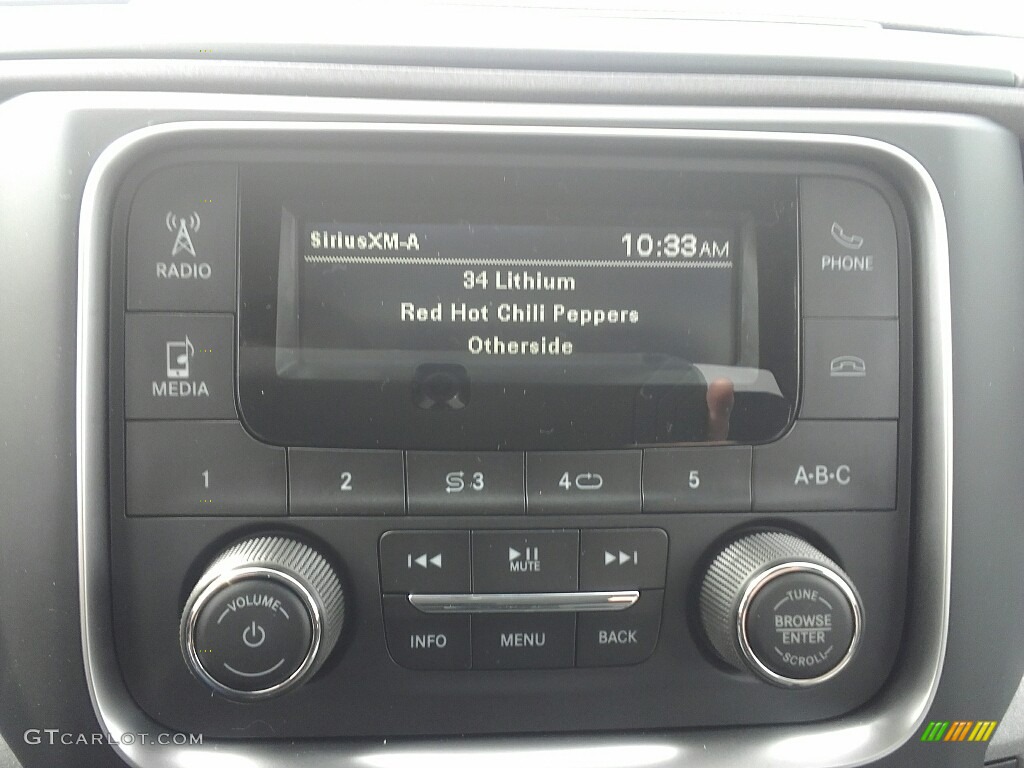 SiriusXM-A 10:33AM
34 Lithium
Red Hot Chili Peppers
Otherside
RADIO
MEDIA
PHONE
1 2 3 4 5 A·B·C
MUTE
INFO MENU BACK
VOLUME
TUNE
BROWSE
ENTER
SCROLL
GTCARLOT.COM